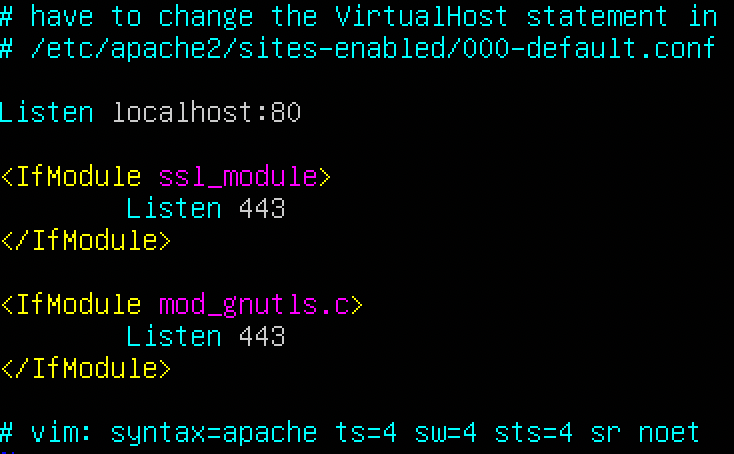 # have to change the VirtualHost statement in
# /etc/apache2/sites-enabled/000-default.conf
Listen localhost:80
<IfModule ssl_module>
Listen 443
</IfModule>
<IfModule mod_gnutls.c>
Listen 443
</IfModule>
# vim: syntax=apache ts=4 sw=4 sts=4 sr noet